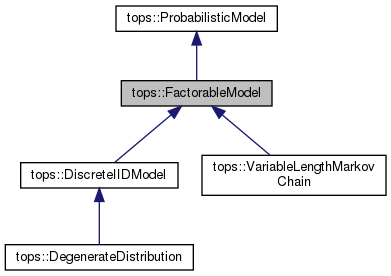 tops::ProbabilisticModel
tops::FactorableModel
tops::DiscreteIIDModel
tops::VariableLengthMarkov
Chain
tops::DegenerateDistribution